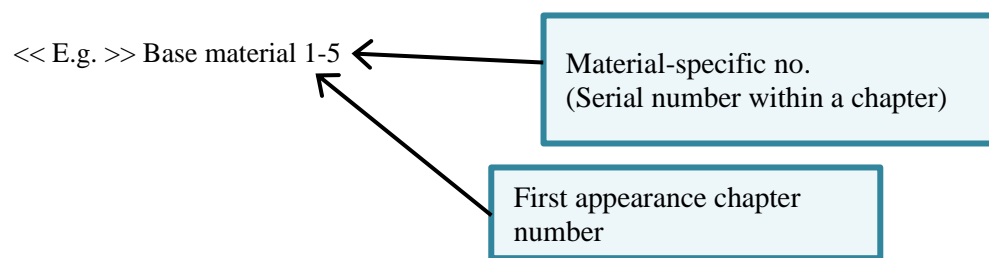 << E.g. >> Base material 1-5
Material-specific no.
(Serial number within a chapter)
First appearance chapter
number